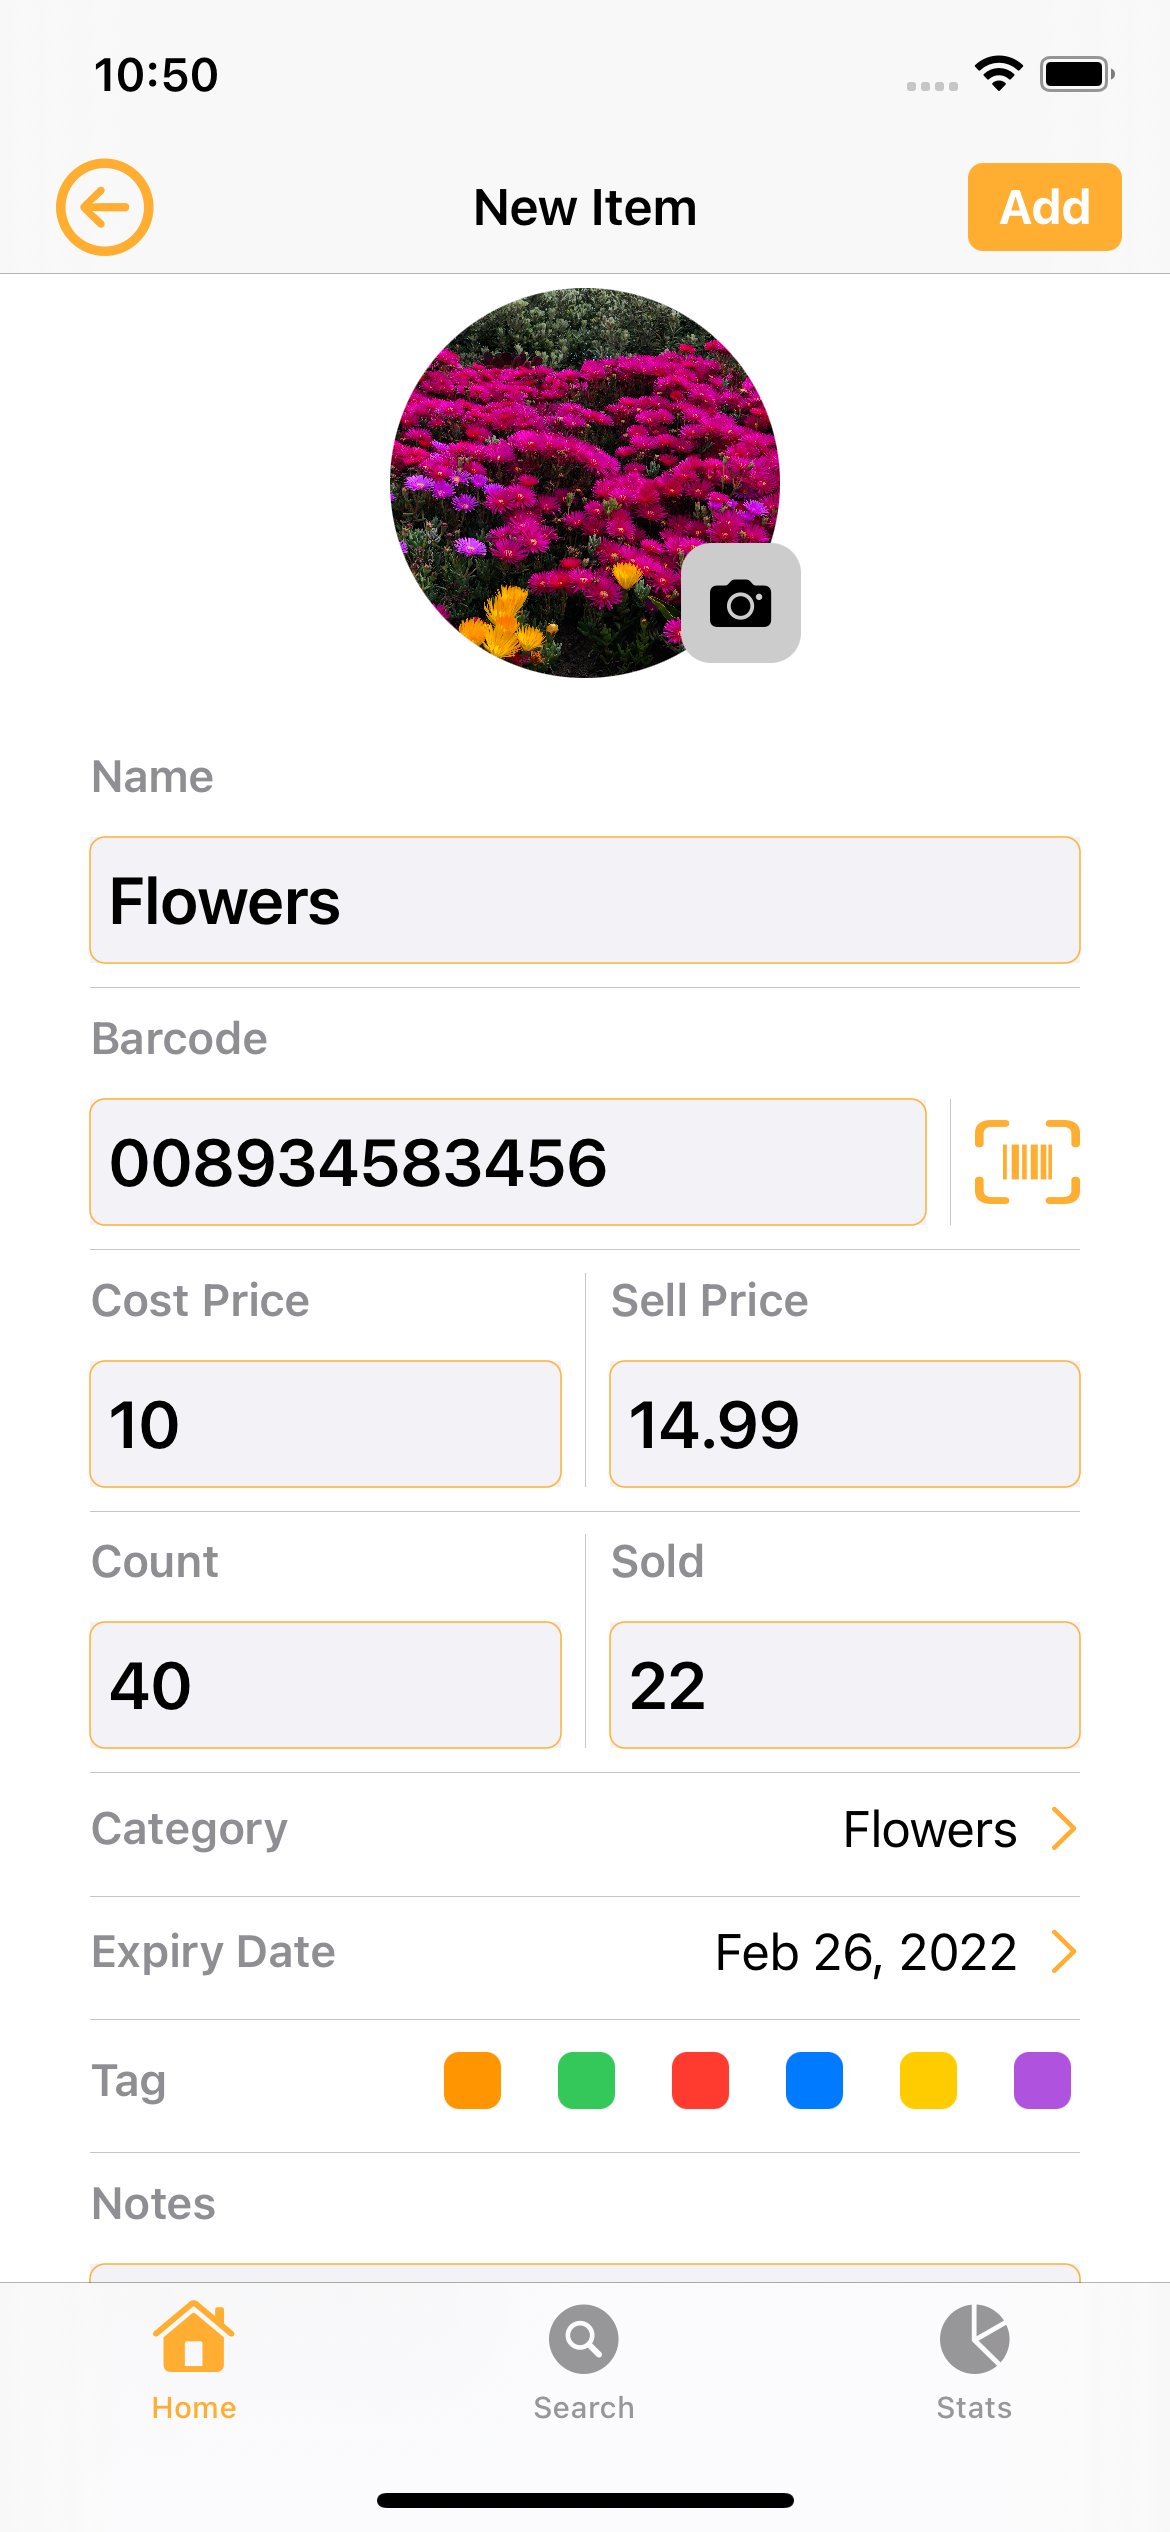 10:50
New Item
Add
Name
Flowers
Barcode
008934583456
Cost Price
Sell Price
10
14.99
Count
Sold
40
22
Category
Flowers
Expiry Date
Feb 26, 2022
Tag
Notes
Home
Search
Stats